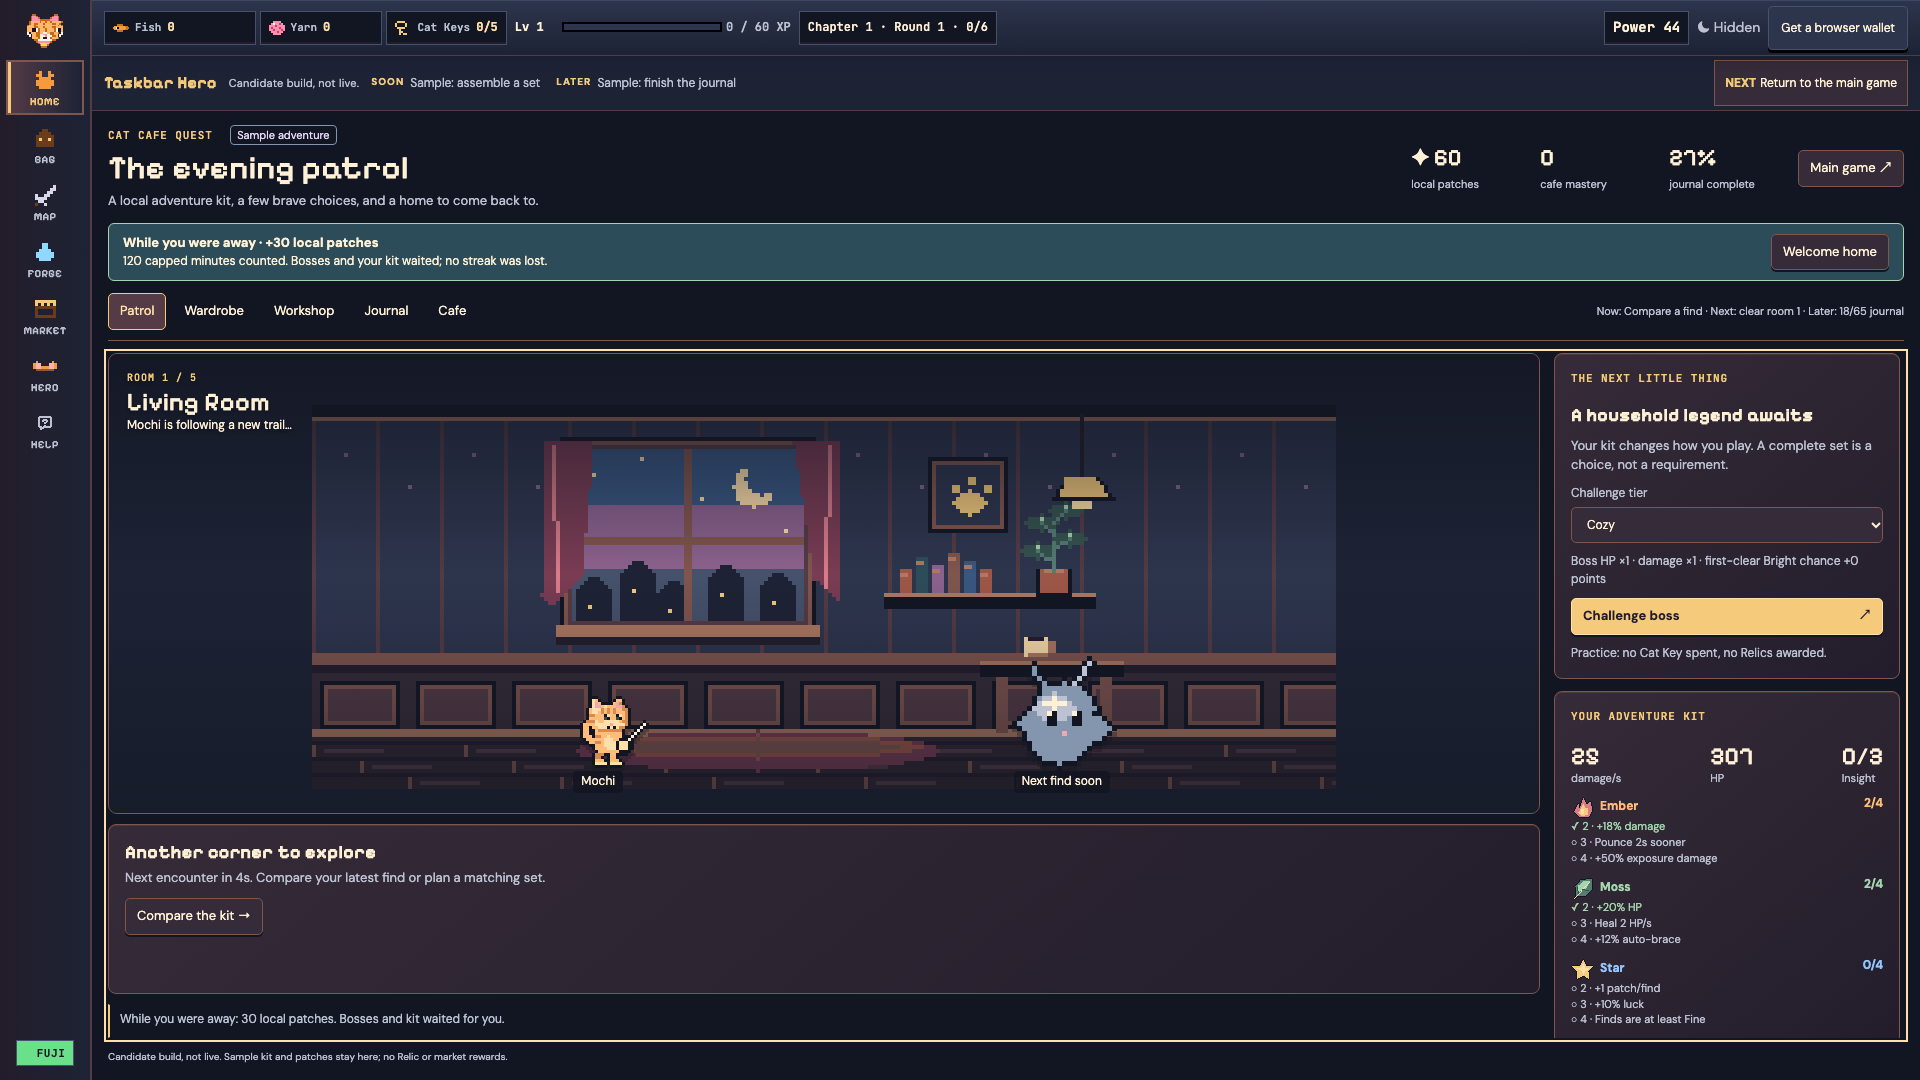 Fish 0
Yarn 0
Cat Keys 0/5
Lv 1
0 / 60 XP
Chapter 1 · Round 1 · 0/6
Power 44
Hidden
Get a browser wallet
HOME
BAG
MAP
FORGE
MARKET
HERO
HELP
FUJI
Taskbar Hero
Candidate build, not live.
SOON Sample: assemble a set
LATER Sample: finish the journal
NEXT Return to the main game
CAT CAFE QUEST
Sample adventure
The evening patrol
A local adventure kit, a few brave choices, and a home to come back to.
✦ 60
local patches
0
cafe mastery
27%
journal complete
Main game ↗
While you were away · +30 local patches
120 capped minutes counted. Bosses and your kit waited; no streak was lost.
Welcome home
Patrol
Wardrobe
Workshop
Journal
Cafe
Now: Compare a find · Next: clear room 1 · Later: 18/65 journal
ROOM 1 / 5
Living Room
Mochi is following a new trail...
Mochi
Next find soon
Another corner to explore
Next encounter in 4s. Compare your latest find or plan a matching set.
Compare the kit →
While you were away: 30 local patches. Bosses and kit waited for you.
Candidate build, not live. Sample kit and patches stay here; no Relic or market rewards.
THE NEXT LITTLE THING
A household legend awaits
Your kit changes how you play. A complete set is a
choice, not a requirement.
Challenge tier
Cozy
Boss HP ×1 · damage ×1 · first-clear Bright chance +0
points
Challenge boss ↗
Practice: no Cat Key spent, no Relics awarded.
YOUR ADVENTURE KIT
28
damage/s
307
HP
0/3
Insight
Ember 2/4
✓ 2 · +18% damage
○ 3 · Pounce 2s sooner
○ 4 · +50% exposure damage
Moss 2/4
✓ 2 · +20% HP
○ 3 · Heal 2 HP/s
○ 4 · +12% auto-brace
Star 0/4
○ 2 · +1 patch/find
○ 3 · +10% luck
○ 4 · Finds are at least Fine